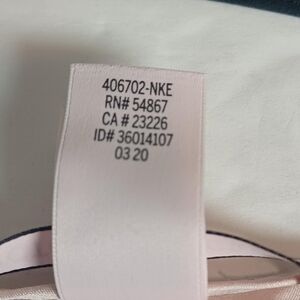 406702-NKE
RN# 54867
CA # 23226
ID# 36014107
03 20